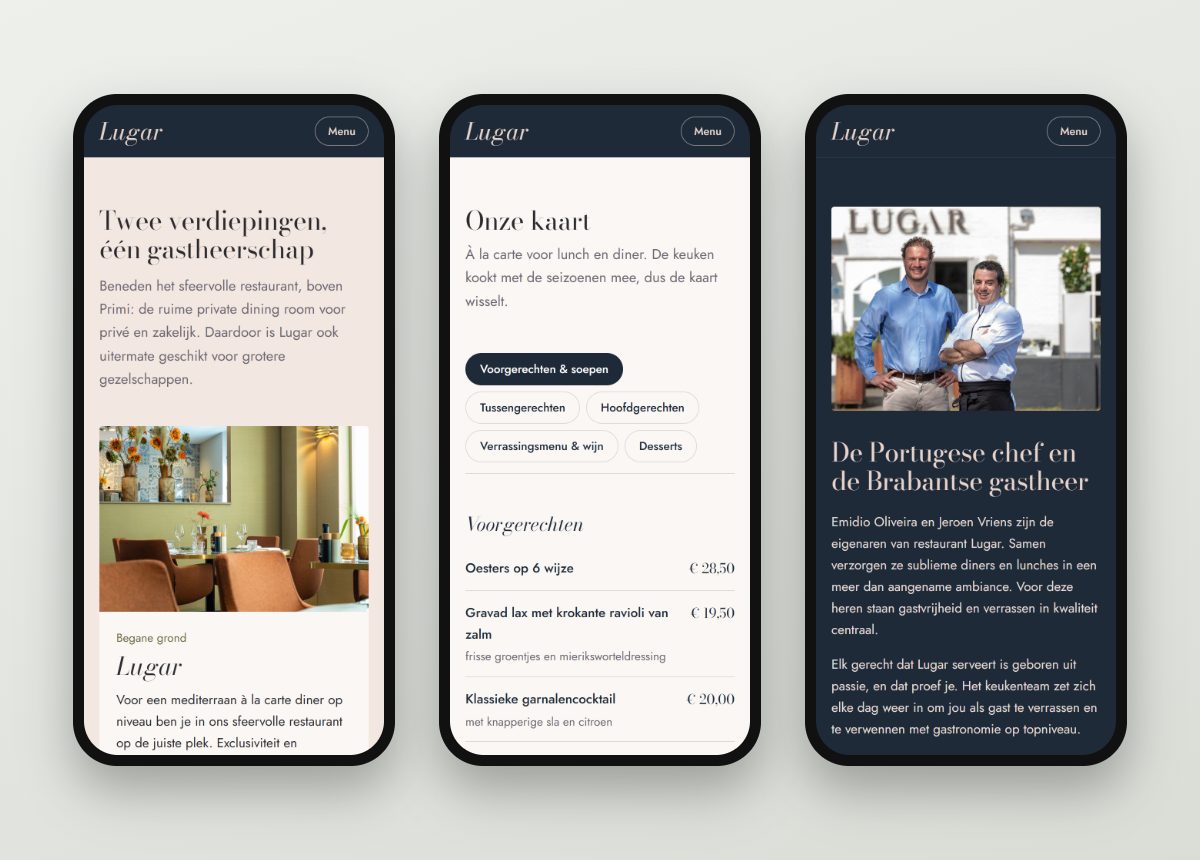 Lugar
Menu
Twee verdiepingen,
één gastheerschap
Beneden het sfeervolle restaurant, boven
Primi: de ruime private dining room voor
privé en zakelijk. Daardoor is Lugar ook
uitermate geschikt voor grotere
gezelschappen.
Begane grond
Lugar
Voor een mediterraan à la carte diner op
niveau ben je in ons sfeervolle restaurant
op de juiste plek. Exclusiviteit en
Lugar
Menu
Onze kaart
À la carte voor lunch en diner. De keuken
kookt met de seizoenen mee, dus de kaart
wisselt.
Voorgerechten & soepen
Tussengerechten
Hoofdgerechten
Verrassingsmenu & wijn
Desserts
Voorgerechten
Oesters op 6 wijze € 28,50
Gravad lax met krokante ravioli van € 19,50
zalm
frisse groentjes en mieriksworteldressing
Klassieke garnalencocktail € 20,00
met knapperige sla en citroen
Lugar
Menu
LUGAR
De Portugese chef en
de Brabantse gastheer
Emidio Oliveira en Jeroen Vriens zijn de
eigenaren van restaurant Lugar. Samen
verzorgen ze sublieme diners en lunches in een
meer dan aangename ambiance. Voor deze
heren staan gastvrijheid en verrassen in kwaliteit
centraal.
Elk gerecht dat Lugar serveert is geboren uit
passie, en dat proef je. Het keukenteam zet zich
elke dag weer in om jou als gast te verrassen en
te verwennen met gastronomie op topniveau.